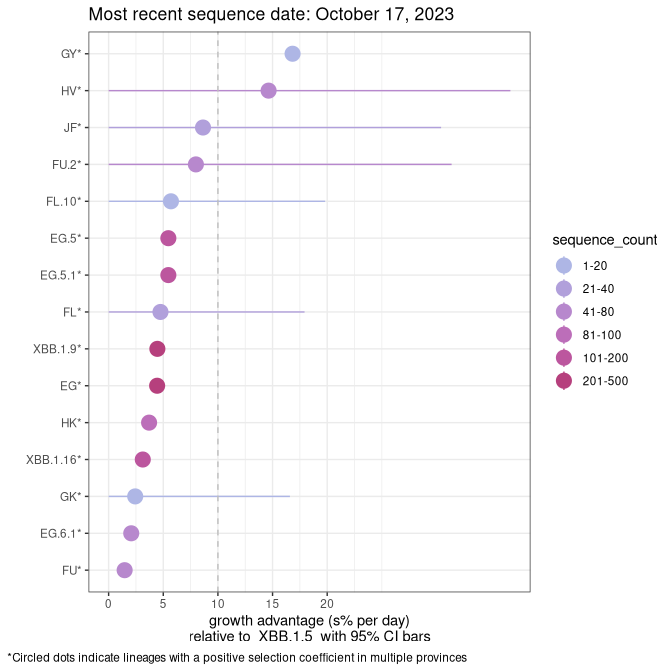 Most recent sequence date: October 17, 2023
GY*
HV*
JF*
FU.2*
FL.10*
EG.5*
EG.5.1*
FL*
XBB.1.9*
EG*
HK*
XBB.1.16*
GK*
EG.6.1*
FU*
0 5 10 15 20
growth advantage (s% per day)
relative to XBB.1.5 with 95% CI bars
*Circled dots indicate lineages with a positive selection coefficient in multiple provinces
sequence_count
1-20
21-40
41-80
81-100
101-200
201-500